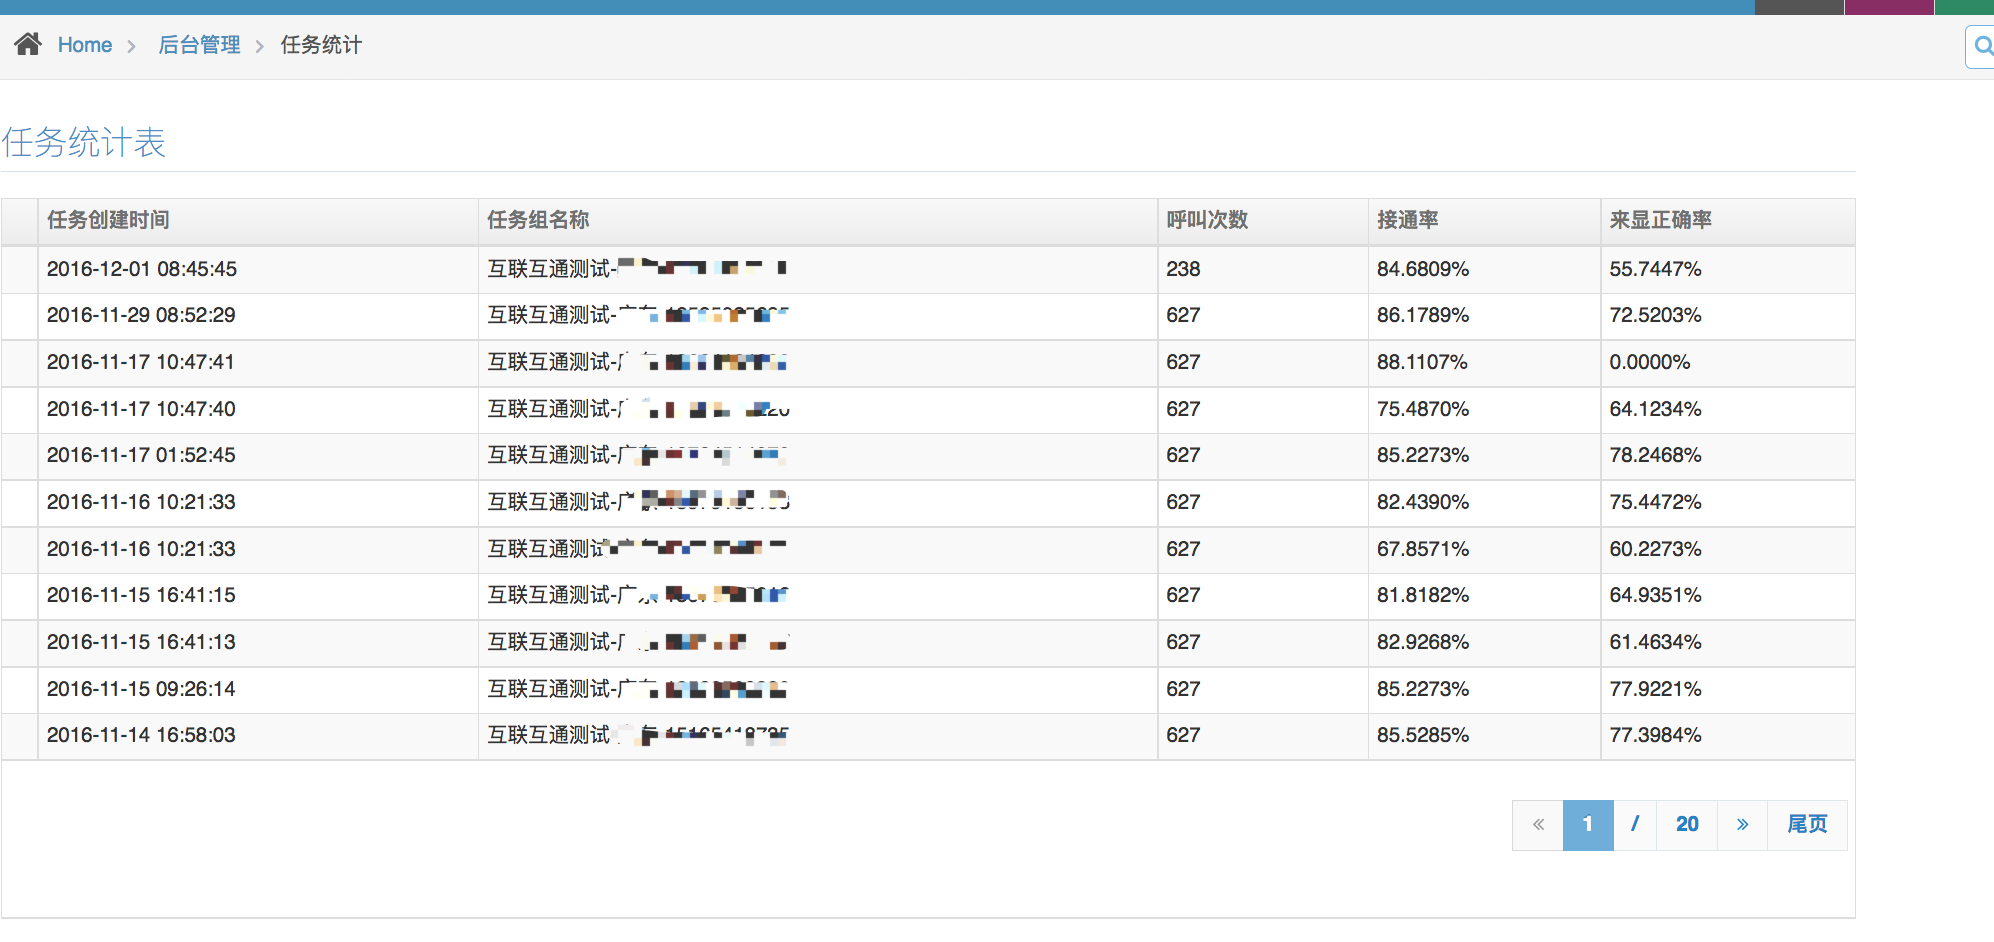 Home > 后台管理 > 任务统计
任务统计表
任务创建时间 任务组名称 呼叫次数 接通率 来显正确率
2016-12-01 08:45:45 互联互通测试- 238 84.6809% 55.7447%
2016-11-29 08:52:29 互联互通测试- 627 86.1789% 72.5203%
2016-11-17 10:47:41 互联互通测试-广 627 88.1107% 0.0000%
2016-11-17 10:47:40 互联互通测试- 627 75.4870% 64.1234%
2016-11-17 01:52:45 互联互通测试-广 627 85.2273% 78.2468%
2016-11-16 10:21:33 互联互通测试-广 627 82.4390% 75.4472%
2016-11-16 10:21:33 互联互通测试 627 67.8571% 60.2273%
2016-11-15 16:41:15 互联互通测试-广 627 81.8182% 64.9351%
2016-11-15 16:41:13 互联互通测试- 627 82.9268% 61.4634%
2016-11-15 09:26:14 互联互通测试-广 627 85.2273% 77.9221%
2016-11-14 16:58:03 互联互通测试 627 85.5285% 77.3984%
« 1 / 20 » 尾页